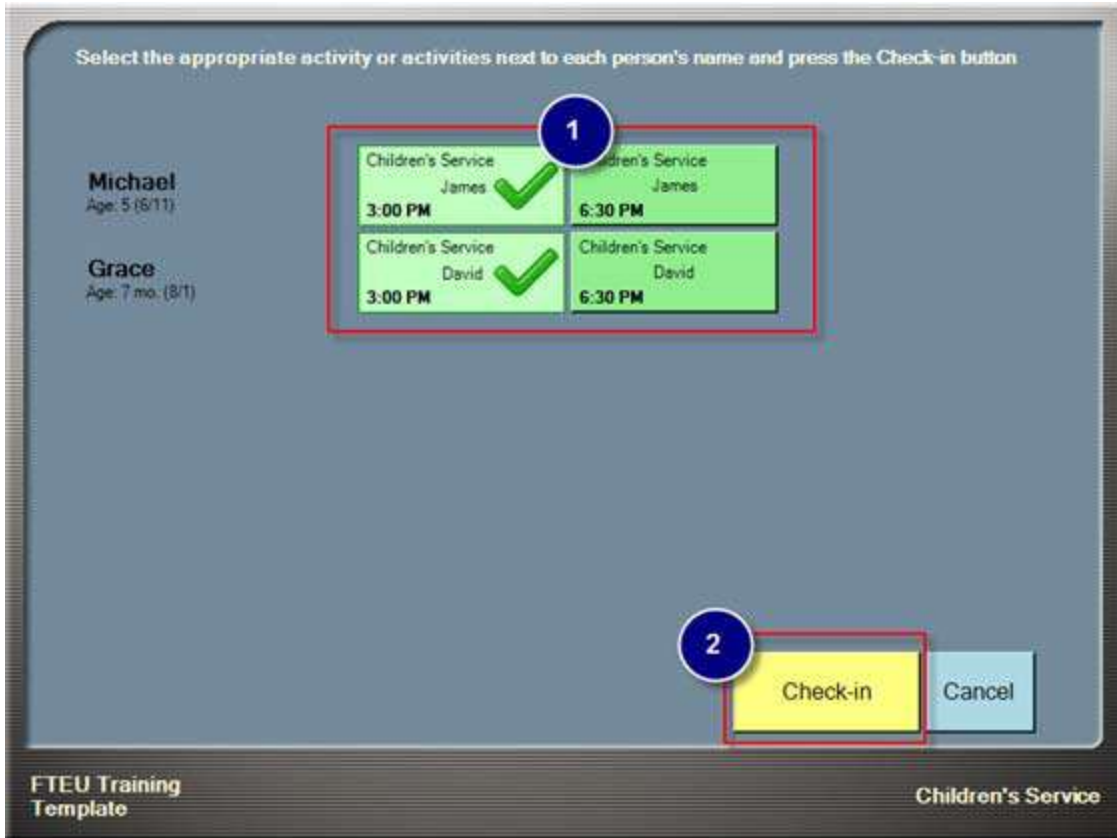 Select the appropriate activity or activities next to each person's name and press the Check-in button
1
Michael
Age: 5 (6/11)
Children's Service
James
3:00 PM
dren's Service
James
6:30 PM
Grace
Age: 7 mo. (8/1)
Children's Service
David
3:00 PM
Children's Service
David
6:30 PM
2
Check-in
Cancel
FTEU Training
Template
Children's Service